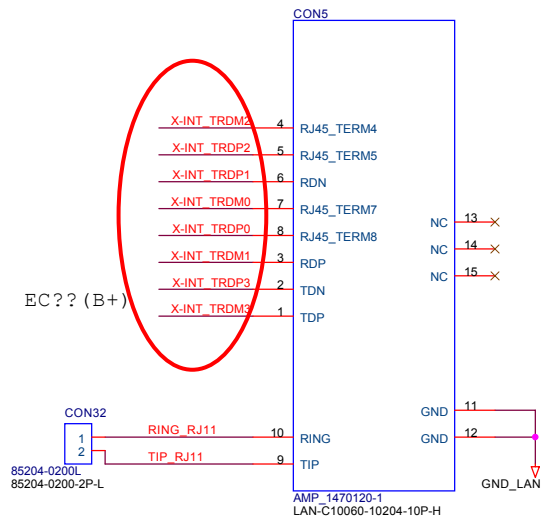 CON5
X-INT_TRDM2 4 RJ45_TERM4
X-INT_TRDP2 5 RJ45_TERM5
X-INT_TRDP1 6 RDN
X-INT_TRDM0 7 RJ45_TERM7
NC 13
X-INT_TRDP0 8 RJ45_TERM8
NC 14
X-INT_TRDM1 3 RDP
NC 15
X-INT_TRDP3 2 TDN
EC??(B+)
X-INT_TRDM3 1 TDP
GND 11
CON32
1 RING_RJ11 10 RING GND 12
2 TIP_RJ11 9 TIP
85204-0200L
GND_LAN
85204-0200-2P-L
AMP_1470120-1
LAN-C10060-10204-10P-H